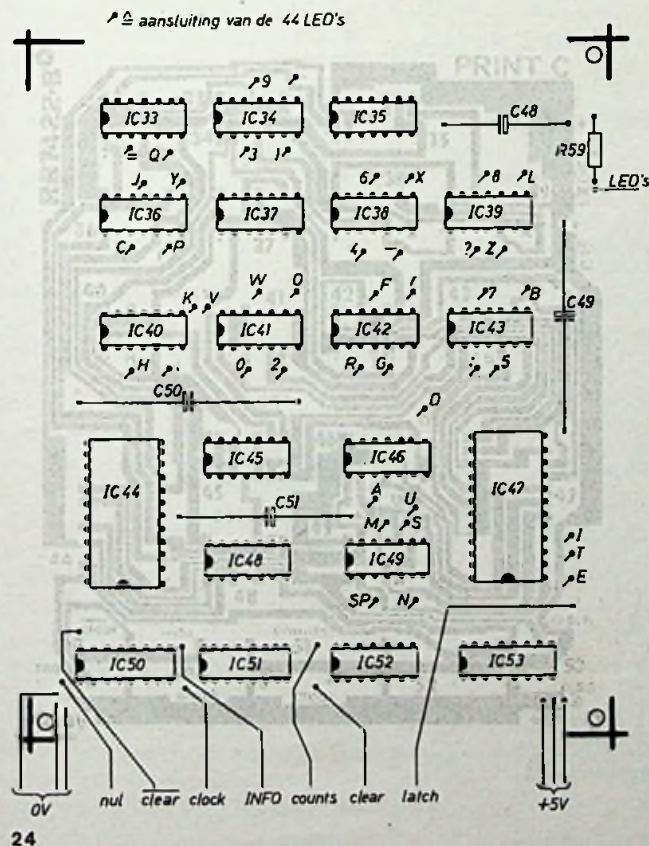 ≙ aansluiting van de 44 LED's
PRINT C
9
IC33 IC34 IC35 C48
R59
= Q 3 1
LED's
J Y 6 X 8 L
IC36 IC37 IC38 IC39
C P 4 – ? Z
W O F / 7 B
K V
C49
IC40 IC41 IC42 IC43
H . 0 2 R G : 5
C50
D
IC45 IC46
IC44 IC47
A
C51 U
M S
I
IC48 IC49 T
E
SP N
IC50 IC51 IC52 IC53
0V nul clear clock INFO counts clear latch +5V
24